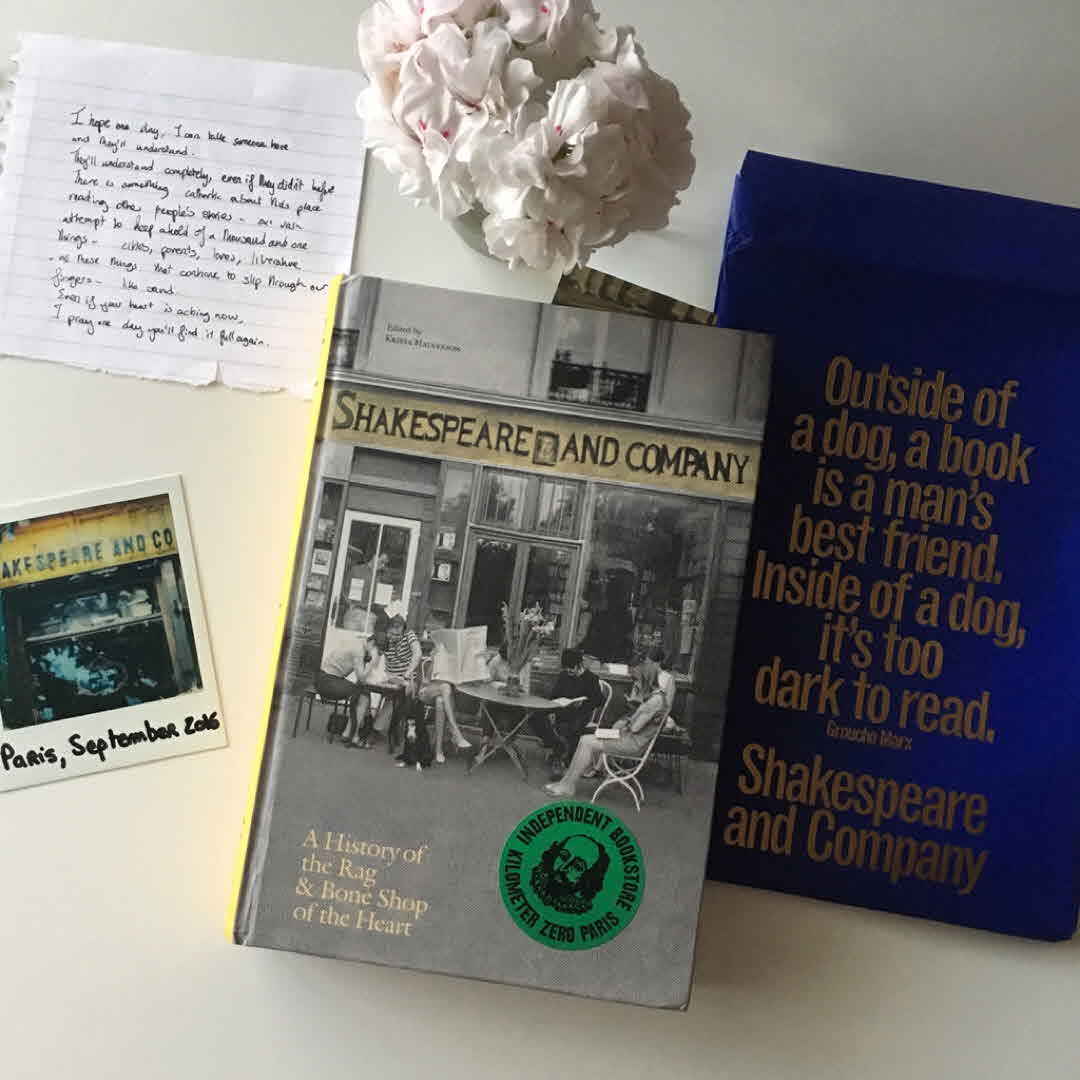 I hope one day, I can take someone here
and they'll understand.
They'll understand completely, even if they didn't before
There is something cathartic about this place
reading other people's stories - our vain
attempt to keep ahold of a thousand and one
things - cities, parents, loves, literature
- all these things that continue to slip through our
fingers - like sand.
Even if your heart is aching now,
I pray one day you'll find it full again.
AKESPEARE AND CO
Paris, September 2016
Edited by
Krista Halverson
SHAKESPEARE AND COMPANY
A History of
the Rag
& Bone Shop
of the Heart
INDEPENDENT BOOKSTORE
KILOMETER ZERO PARIS
Outside of
a dog, a book
is a man's
best friend.
Inside of a dog,
it's too
dark to read.
Groucho Marx
Shakespeare
and Company